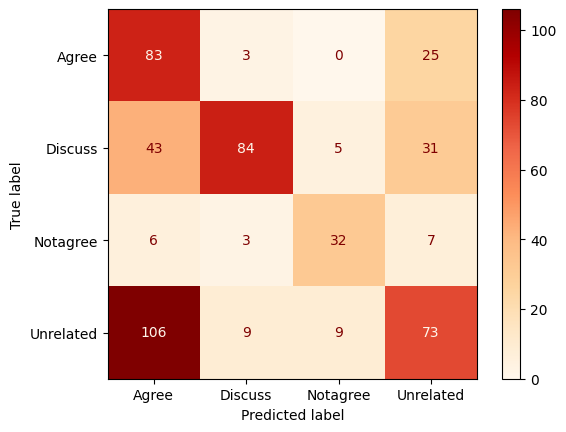 Agree 83 3 0 25
Discuss 43 84 5 31
Notagree 6 3 32 7
Unrelated 106 9 9 73
Agree Discuss Notagree Unrelated
Predicted label
True label
100
80
60
40
20
0